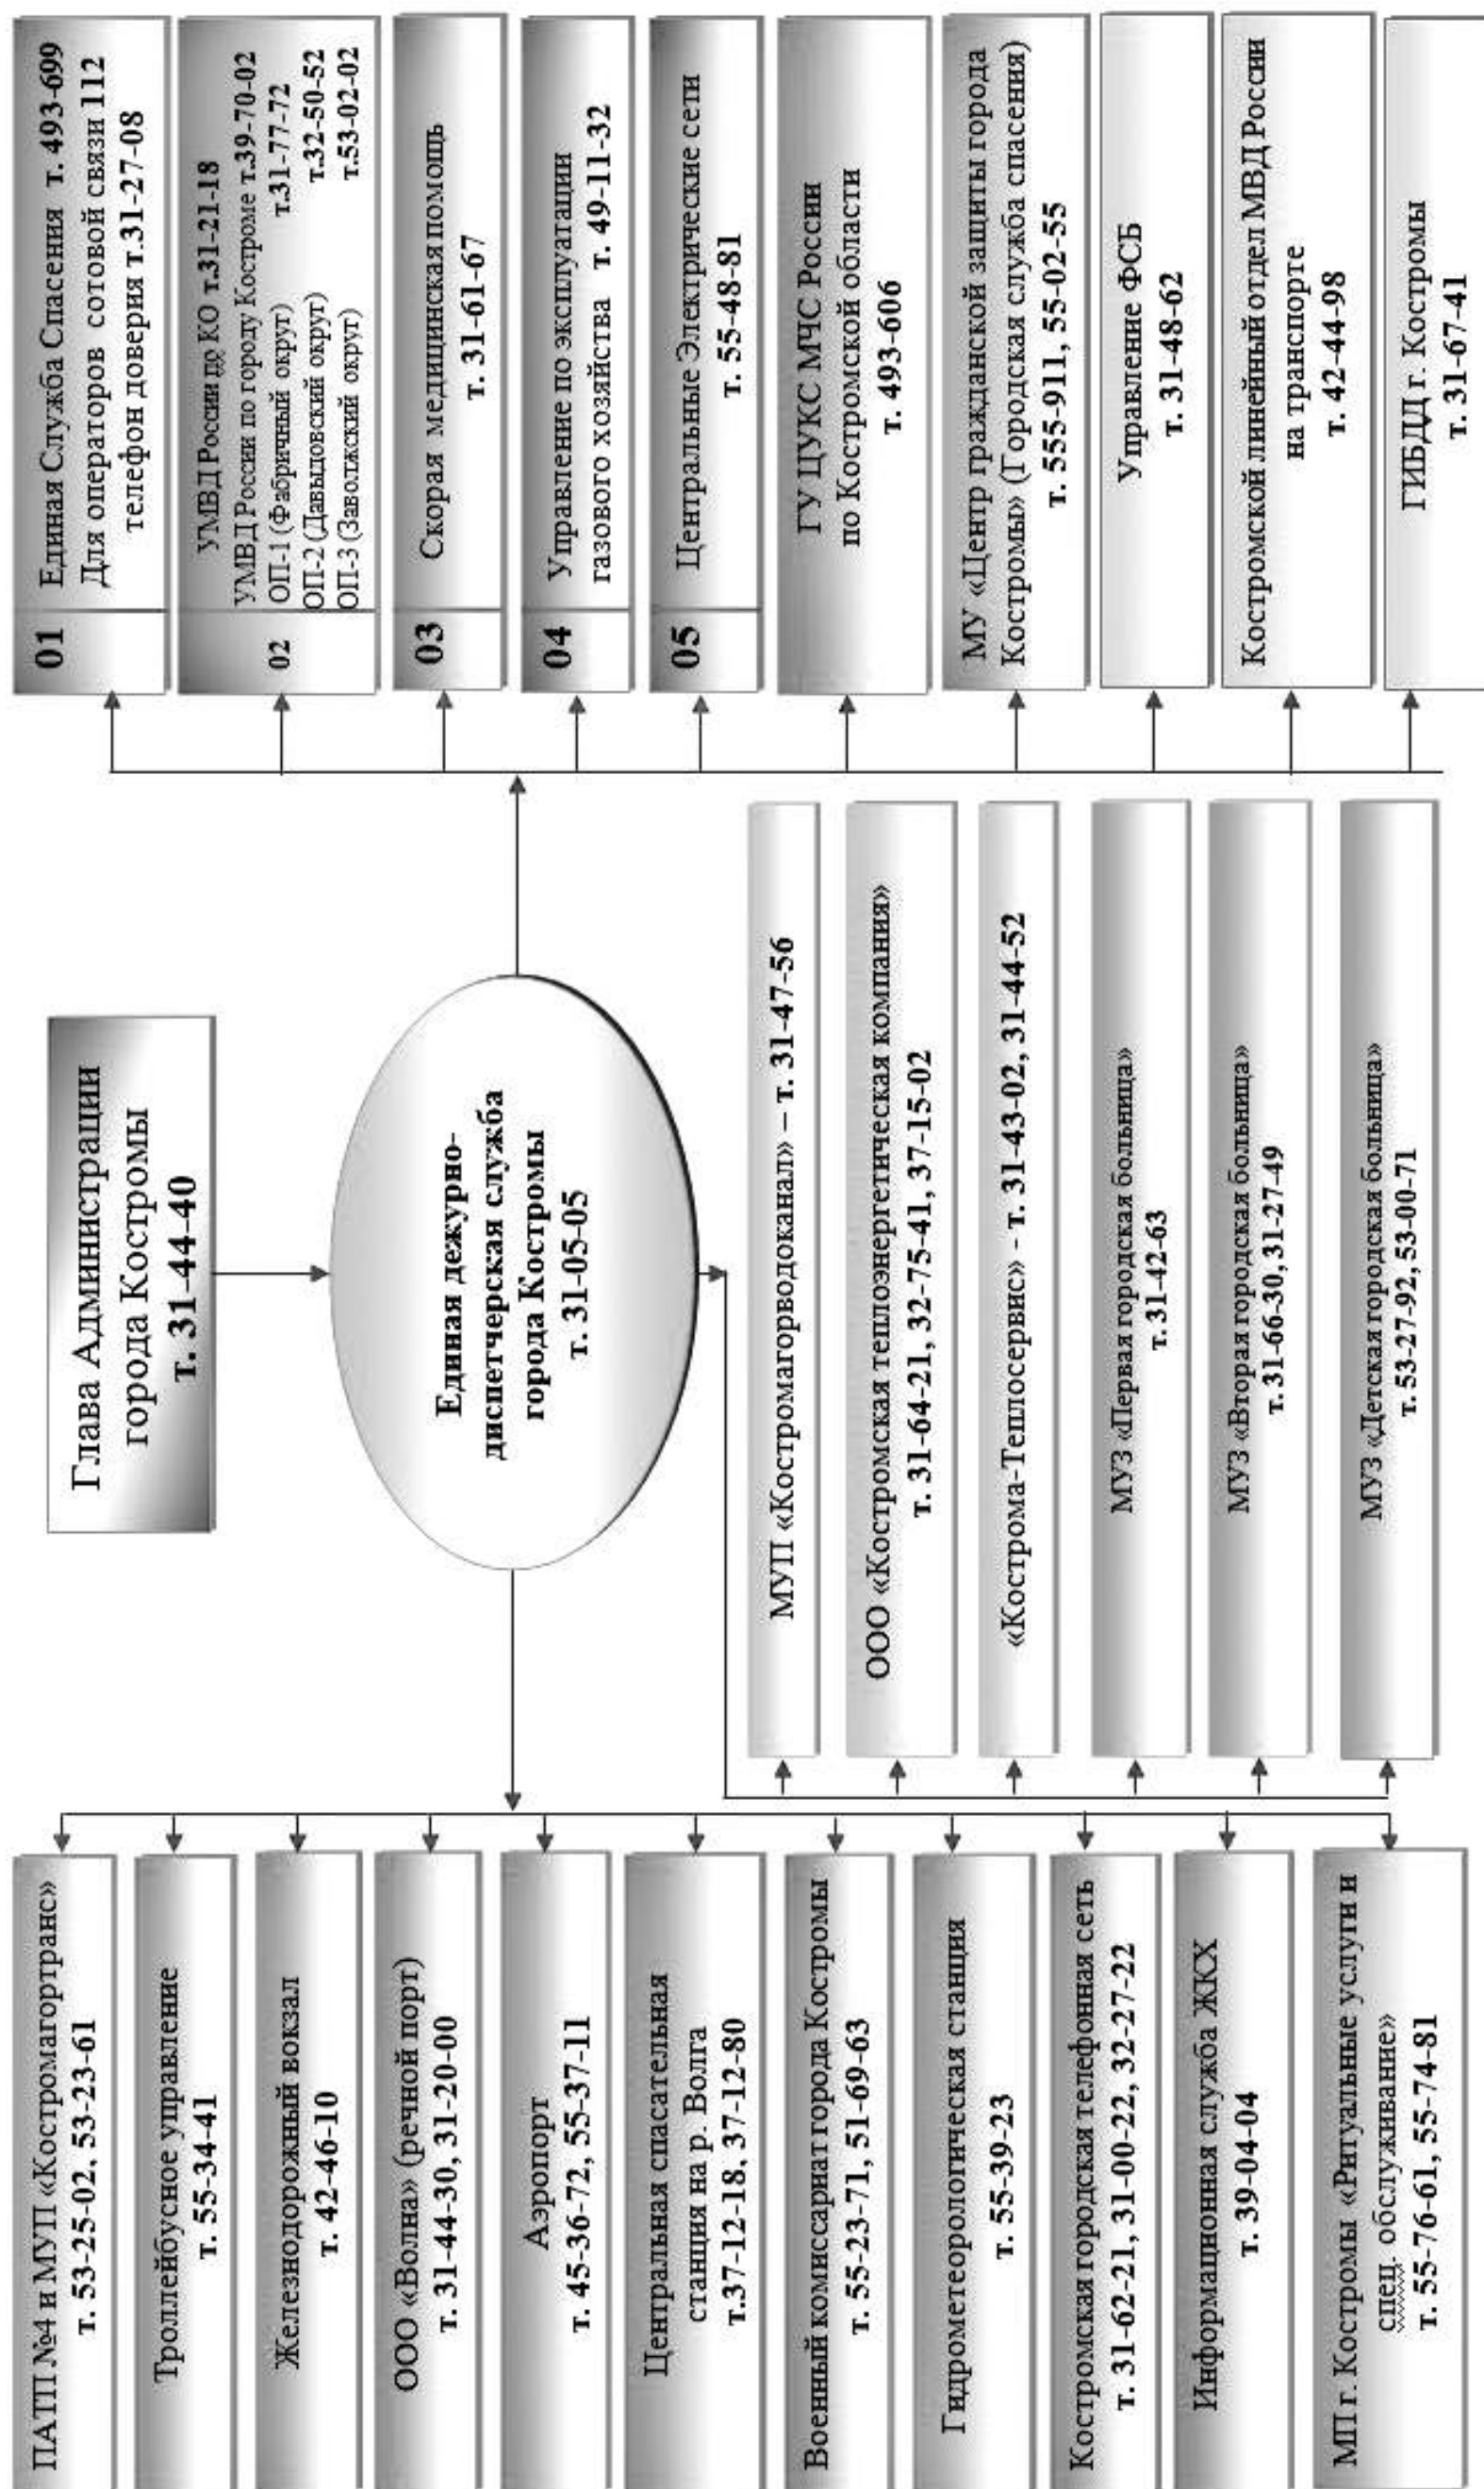 Глава Администрации
города Костромы
т. 31-44-40
Единая дежурно-
диспетчерская служба
города Костромы
т. 31-05-05
ПАТП №4 и МУП «Костромагортранс»
т. 53-25-02, 53-23-61
Троллейбусное управление
т. 55-34-41
Железнодорожный вокзал
т. 42-46-10
ООО «Волна» (речной порт)
т. 31-44-30, 31-20-00
Аэропорт
т. 45-36-72, 55-37-11
Центральная спасательная
станция на р. Волга
т.37-12-18, 37-12-80
Военный комиссариат города Костромы
т. 55-23-71, 51-69-63
Гидрометеорологическая станция
т. 55-39-23
Костромская городская телефонная сеть
т. 31-62-21, 31-00-22, 32-27-22
Информационная служба ЖКХ
т. 39-04-04
МП г. Костромы «Ритуальные услуги и
спец. обслуживание»
т. 55-76-61, 55-74-81
МУП «Костромагорводоканал» – т. 31-47-56
ООО «Костромская теплоэнергетическая компания»
т. 31-64-21, 32-75-41, 37-15-02
«Кострома-Теплосервис» - т. 31-43-02, 31-44-52
МУЗ «Первая городская больница»
т.31-42-63
МУЗ «Вторая городская больница»
т.31-66-30, 31-27-49
МУЗ «Детская городская больница»
т. 53-27-92, 53-00-71
01 Единая Служба Спасения т. 493-699
Для операторов сотовой связи 112
телефон доверия т.31-27-08
УМВД России по КО т.31-21-18
УМВД России по городу Костроме т.39-70-02
02 ОП-1 (Фабричный округ) т.31-77-72
ОП-2 (Давыдовский округ) т.32-50-52
ОП-3 (Заволжский округ) т.53-02-02
03 Скорая медицинская помощь
т. 31-61-67
04 Управление по эксплуатации
газового хозяйства т. 49-11-32
05 Центральные Электрические сети
т. 55-48-81
ГУ ЦУКС МЧС России
по Костромской области
т. 493-606
МУ «Центр гражданской защиты города
Костромы» (Городская служба спасения)
т. 555-911, 55-02-55
Управление ФСБ
т. 31-48-62
Костромской линейный отдел МВД России
на транспорте
т. 42-44-98
ГИБДД г. Костромы
т. 31-67-41